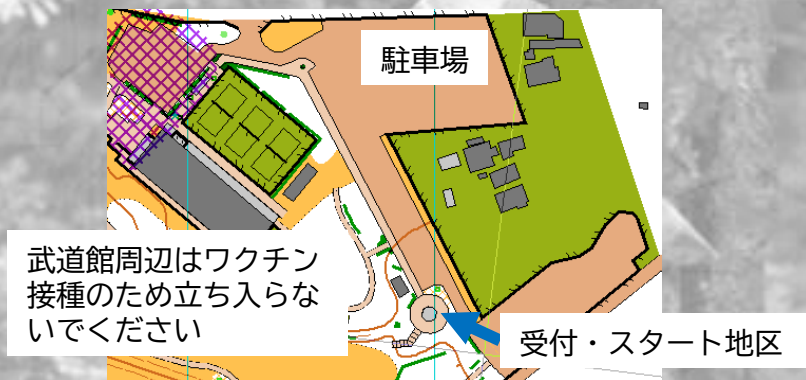 駐車場
武道館周辺はワクチン
接種のため立ち入らな
いでください
受付・スタート地区